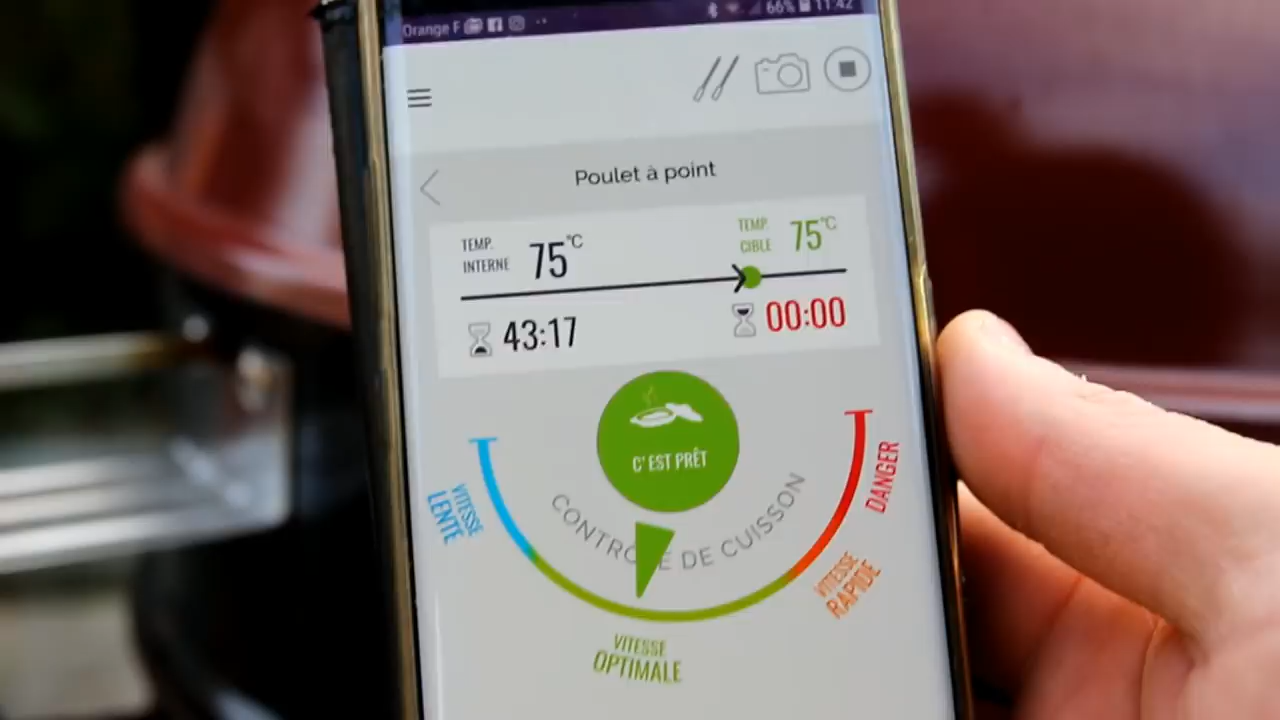 Orange F 66% 11:42
Poulet à point
TEMP. INTERNE 75°C
TEMP. CIBLE 75°C
43:17
00:00
C' EST PRÊT
CONTRÔLE DE CUISSON
VITESSE LENTE
VITESSE OPTIMALE
VITESSE RAPIDE
DANGER